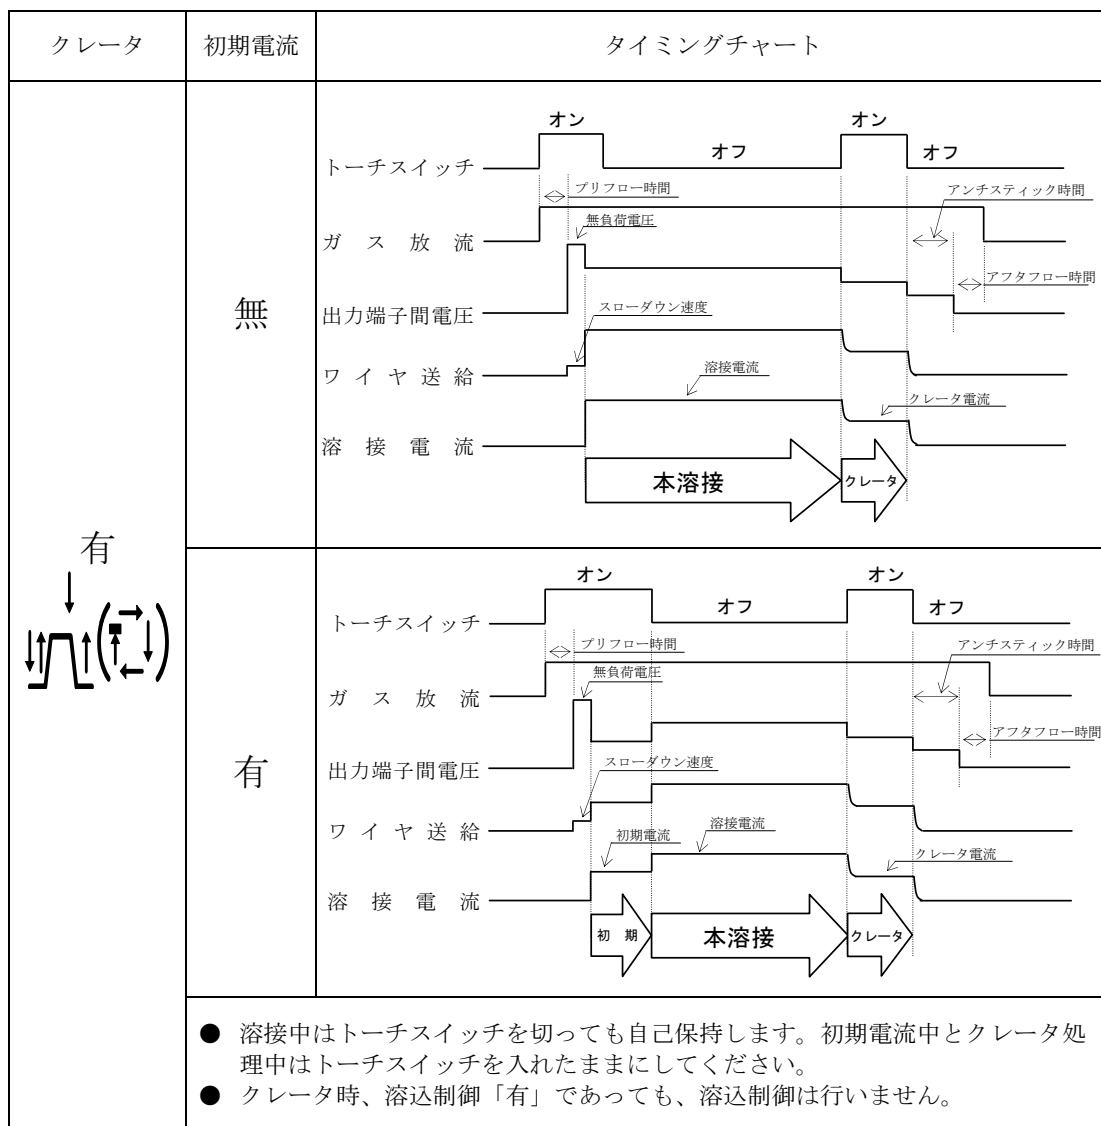 クレータ
初期電流
タイミングチャート
有
無
オン
オン
オフ
オフ
トーチスイッチ
プリフロー時間
アンチスティック時間
無負荷電圧
ガス放流
アフタフロー時間
スローダウン速度
出力端子間電圧
溶接電流
ワイヤ送給
クレータ電流
溶接電流
本溶接
クレータ
有
オン
オン
オフ
オフ
トーチスイッチ
プリフロー時間
アンチスティック時間
無負荷電圧
ガス放流
アフタフロー時間
スローダウン速度
出力端子間電圧
初期電流
溶接電流
ワイヤ送給
クレータ電流
溶接電流
初期
本溶接
クレータ
● 溶接中はトーチスイッチを切っても自己保持します。初期電流中とクレータ処
理中はトーチスイッチを入れたままにしてください。
● クレータ時、溶込制御「有」であっても、溶込制御は行いません。